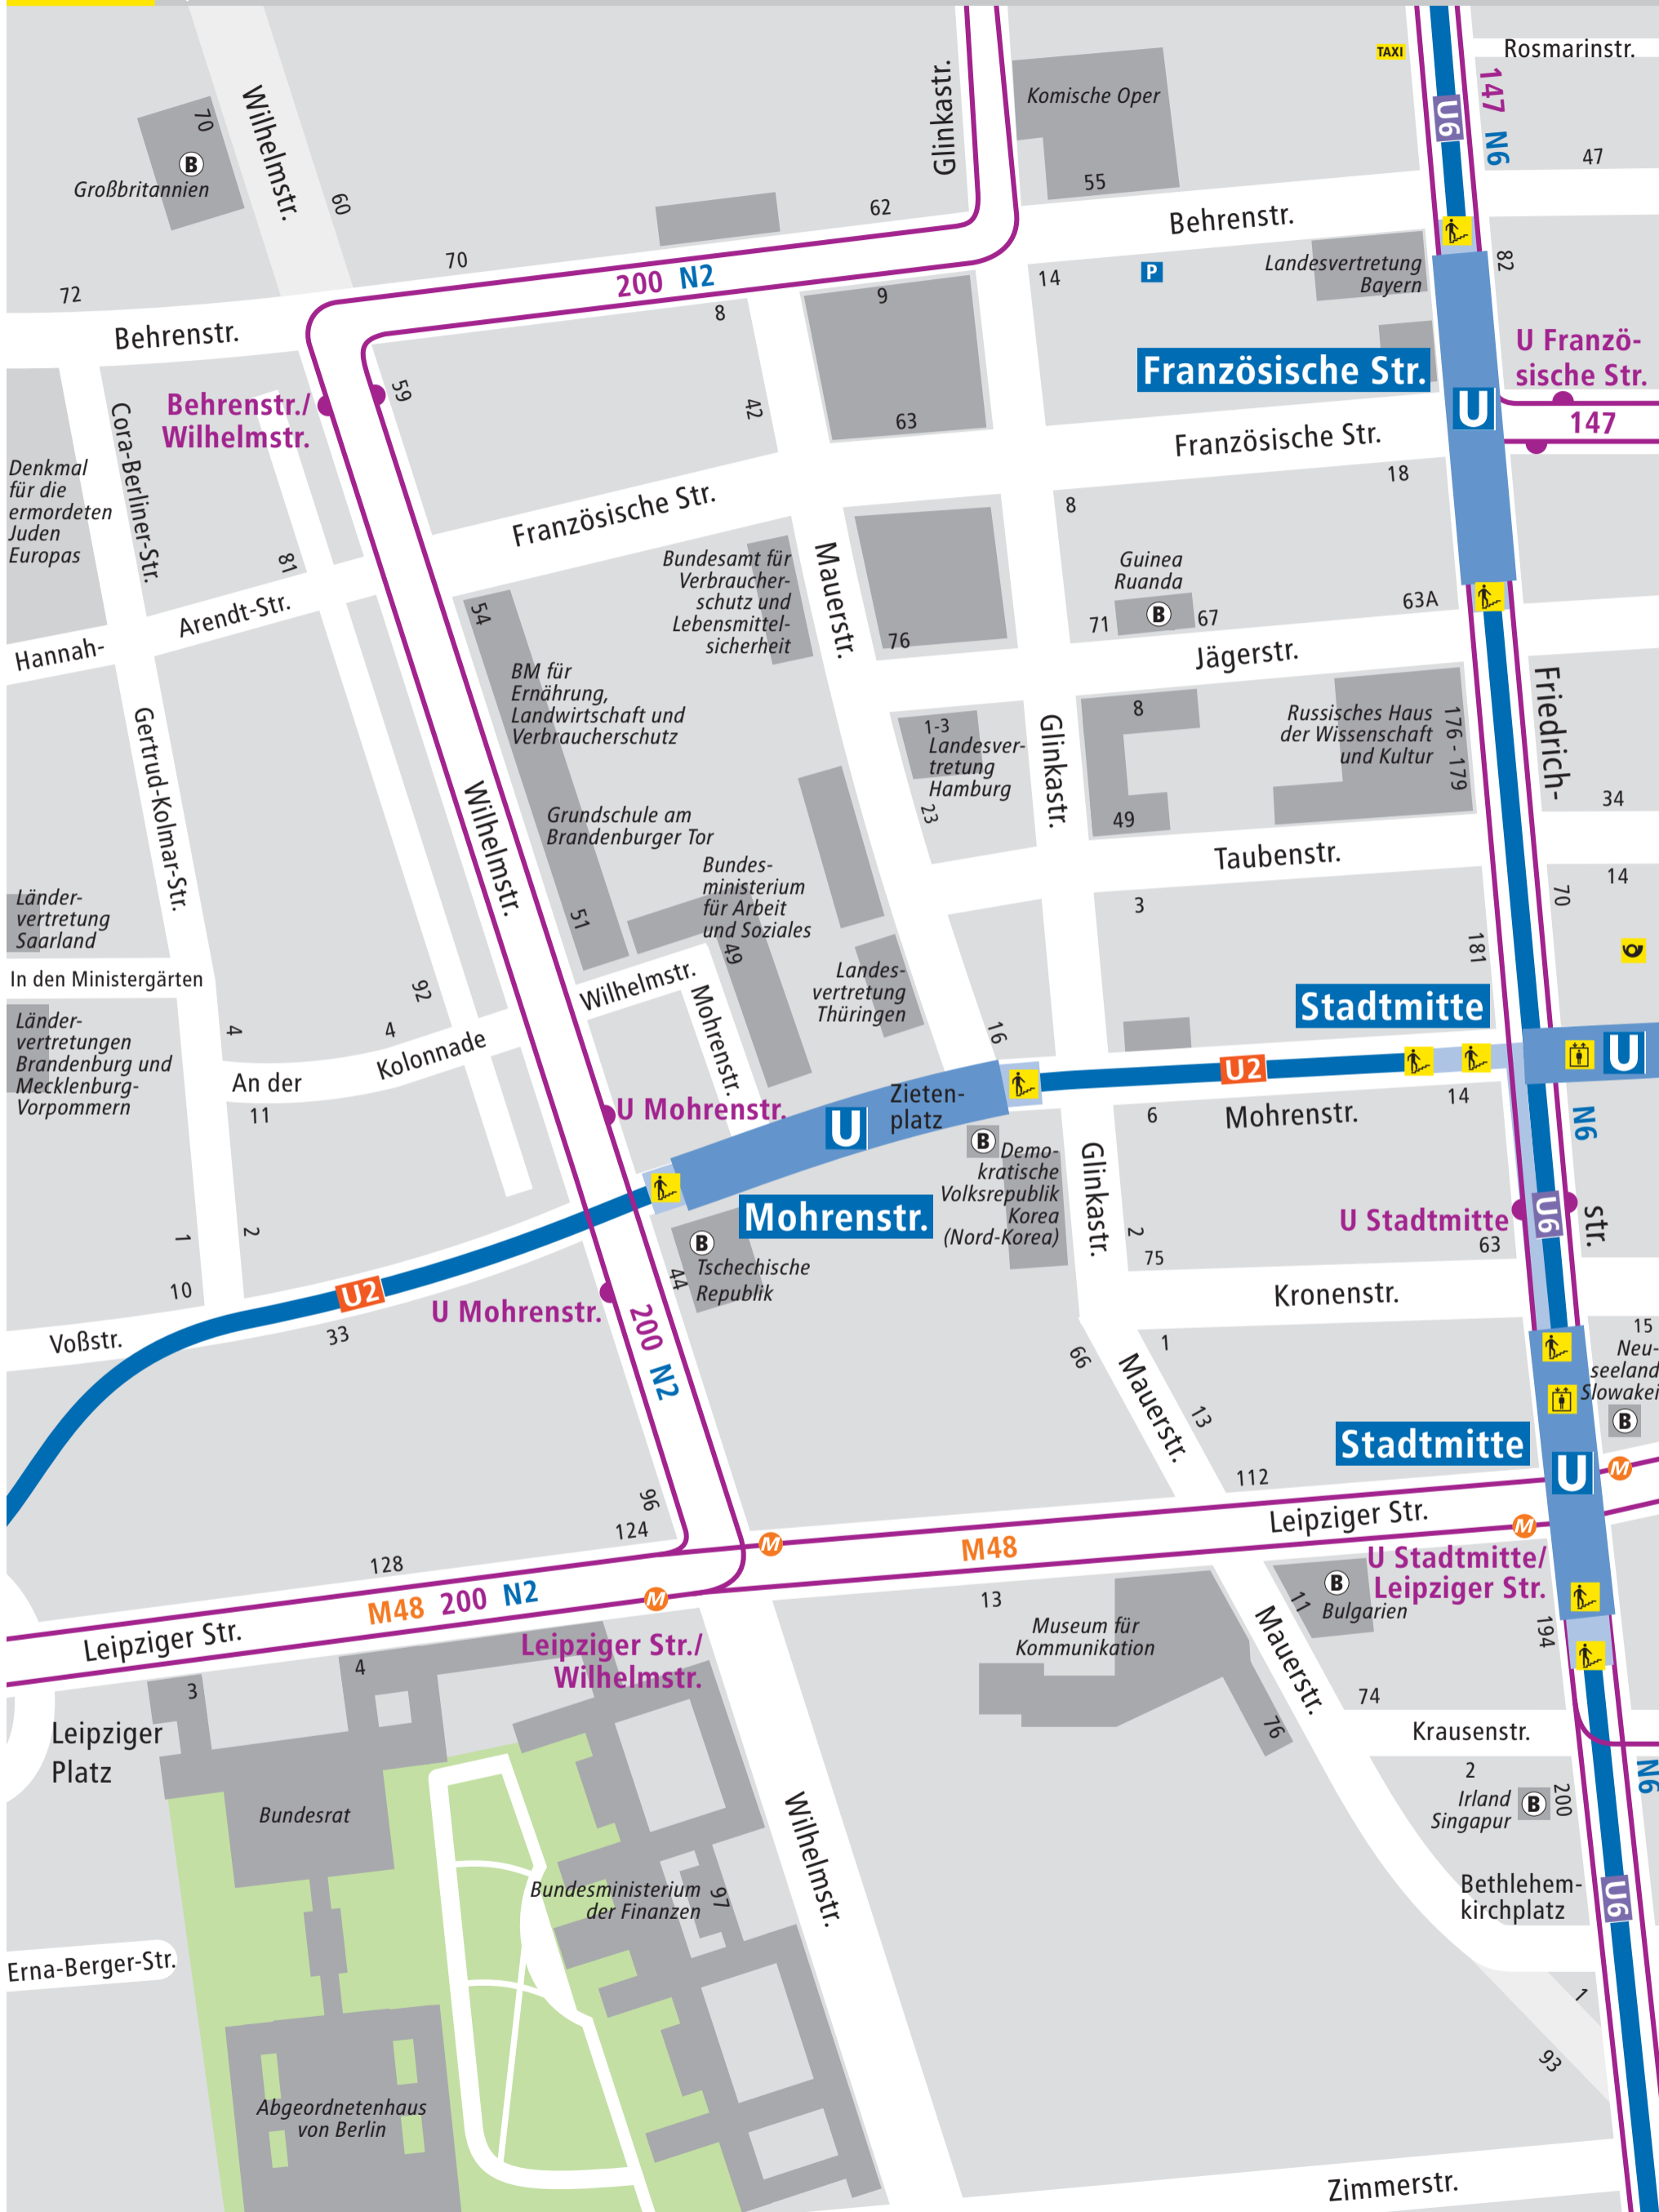 TAXI
Rosmarinstr.
Glinkastr.
Komische Oper
147
N6
U6
70
Wilhelmstr.
B
Großbritannien
60
47
55
62
Behrenstr.
70
200 N2
82
72
Landesvertretung
Bayern
14
P
9
8
Behrenstr.
U Franzö-
sische Str.
Französische Str.
U
147
59
Behrenstr./
Wilhelmstr.
42
63
Cora-Berliner-Str.
Französische Str.
Denkmal
für die
ermordeten
Juden
Europas
18
Französische Str.
8
81
Bundesamt für
Verbraucher-
schutz und
Lebensmittel-
sicherheit
Mauerstr.
Guinea
Ruanda
B
71
67
63A
54
Hannah-
Arendt-Str.
76
Jägerstr.
BM für
Ernährung,
Landwirtschaft und
Verbraucherschutz
Friedrich-
Gertrud-Kolmar-Str.
1-3
Landesver-
tretung
Hamburg
23
Glinkastr.
8
Russisches Haus
der Wissenschaft
und Kultur
176 - 179
34
Wilhelmstr.
Grundschule am
Brandenburger Tor
49
Taubenstr.
Bundes-
ministerium
für Arbeit
und Soziales
49
51
14
70
3
Länder-
vertretung
Saarland
181
In den Ministergärten
92
Wilhelmstr.
Mohrenstr.
Landes-
vertretung
Thüringen
Stadtmitte
Länder-
vertretungen
Brandenburg und
Mecklenburg-
Vorpommern
4
4
Kolonnade
An der
11
16
U2
U
U Mohrenstr.
U
Zieten-
platz
6
Mohrenstr.
14
N6
B
Demo-
kratische
Volksrepublik
Korea
(Nord-Korea)
Glinkastr.
Mohrenstr.
U Stadtmitte
U6
str.
63
1
2
B
Tschechische
Republik
44
2
75
10
U2
U Mohrenstr.
Kronenstr.
Voßstr.
33
200 N2
66
1
Mauerstr.
13
15
Neu-
seeland
Slowakei
B
Stadtmitte
U
M
96
124
112
Leipziger Str.
M
128
M
M48
M
M48 200 N2
Leipziger Str.
U Stadtmitte/
Leipziger Str.
13
B
11
Bulgarien
Museum für
Kommunikation
Leipziger Str./
Wilhelmstr.
194
Mauerstr.
3
4
74
76
Krausenstr.
Leipziger
Platz
N6
2
Irland
Singapur
B
200
Bundesrat
Wilhelmstr.
Bundesministerium
der Finanzen
97
Bethlehem-
kirchplatz
U6
Erna-Berger-Str.
1
93
Abgeordnetenhaus
von Berlin
Zimmerstr.